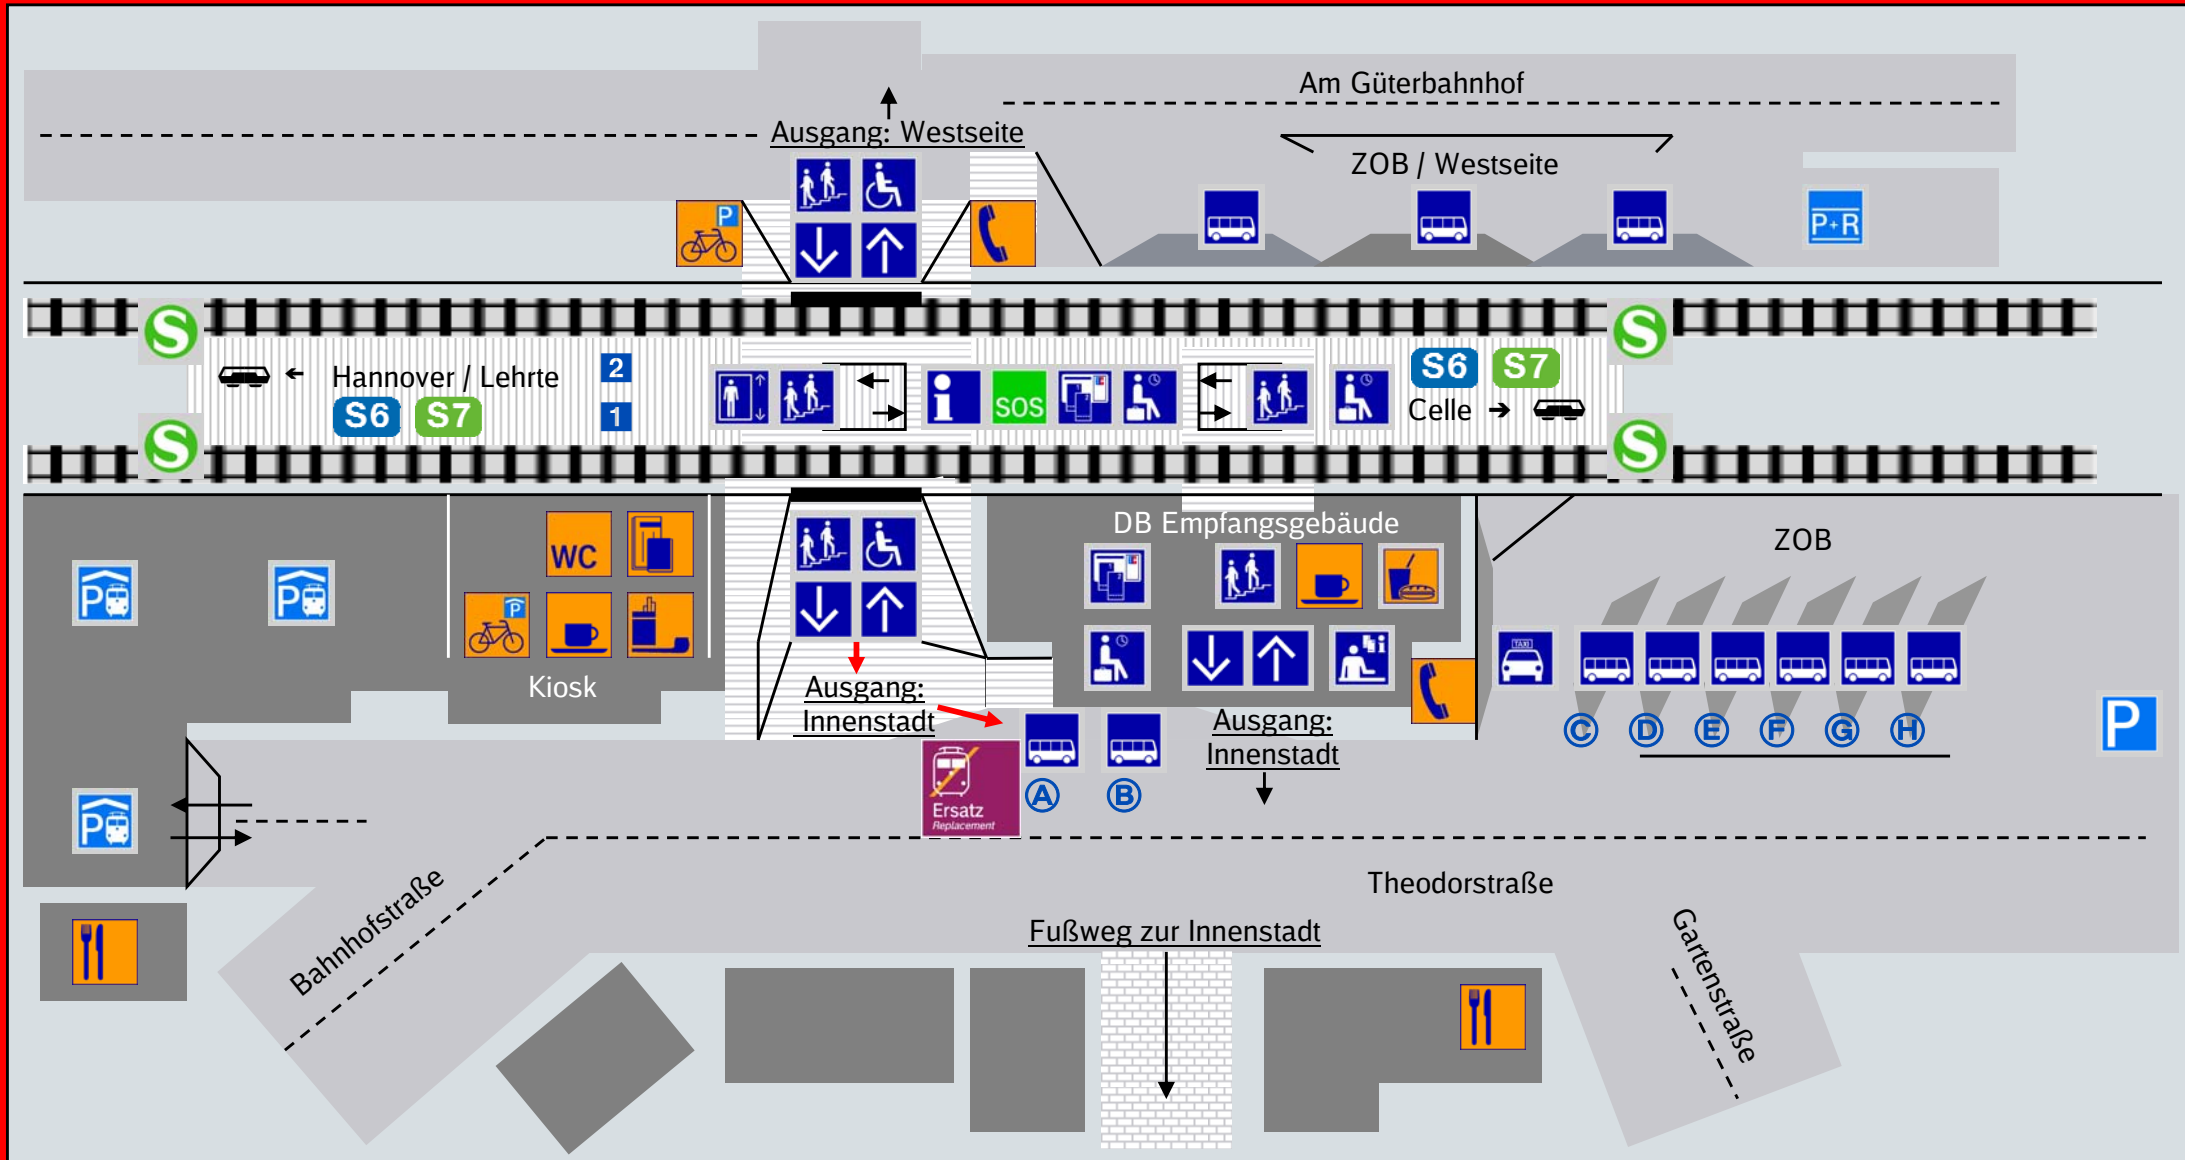 Am Güterbahnhof
Ausgang: Westseite
ZOB / Westseite
P
P+R
S
S
Hannover / Lehrte
2
S6 S7
1
SOS
S6 S7
Celle
S
S
DB Empfangsgebäude
ZOB
WC
P
P
P
Kiosk
TAXI
i
Ausgang:
Innenstadt
Ausgang:
Innenstadt
C D E F G H
P
Ersatz
Replacement
A B
P
Theodorstraße
Bahnhofstraße
Fußweg zur Innenstadt
Gartenstraße